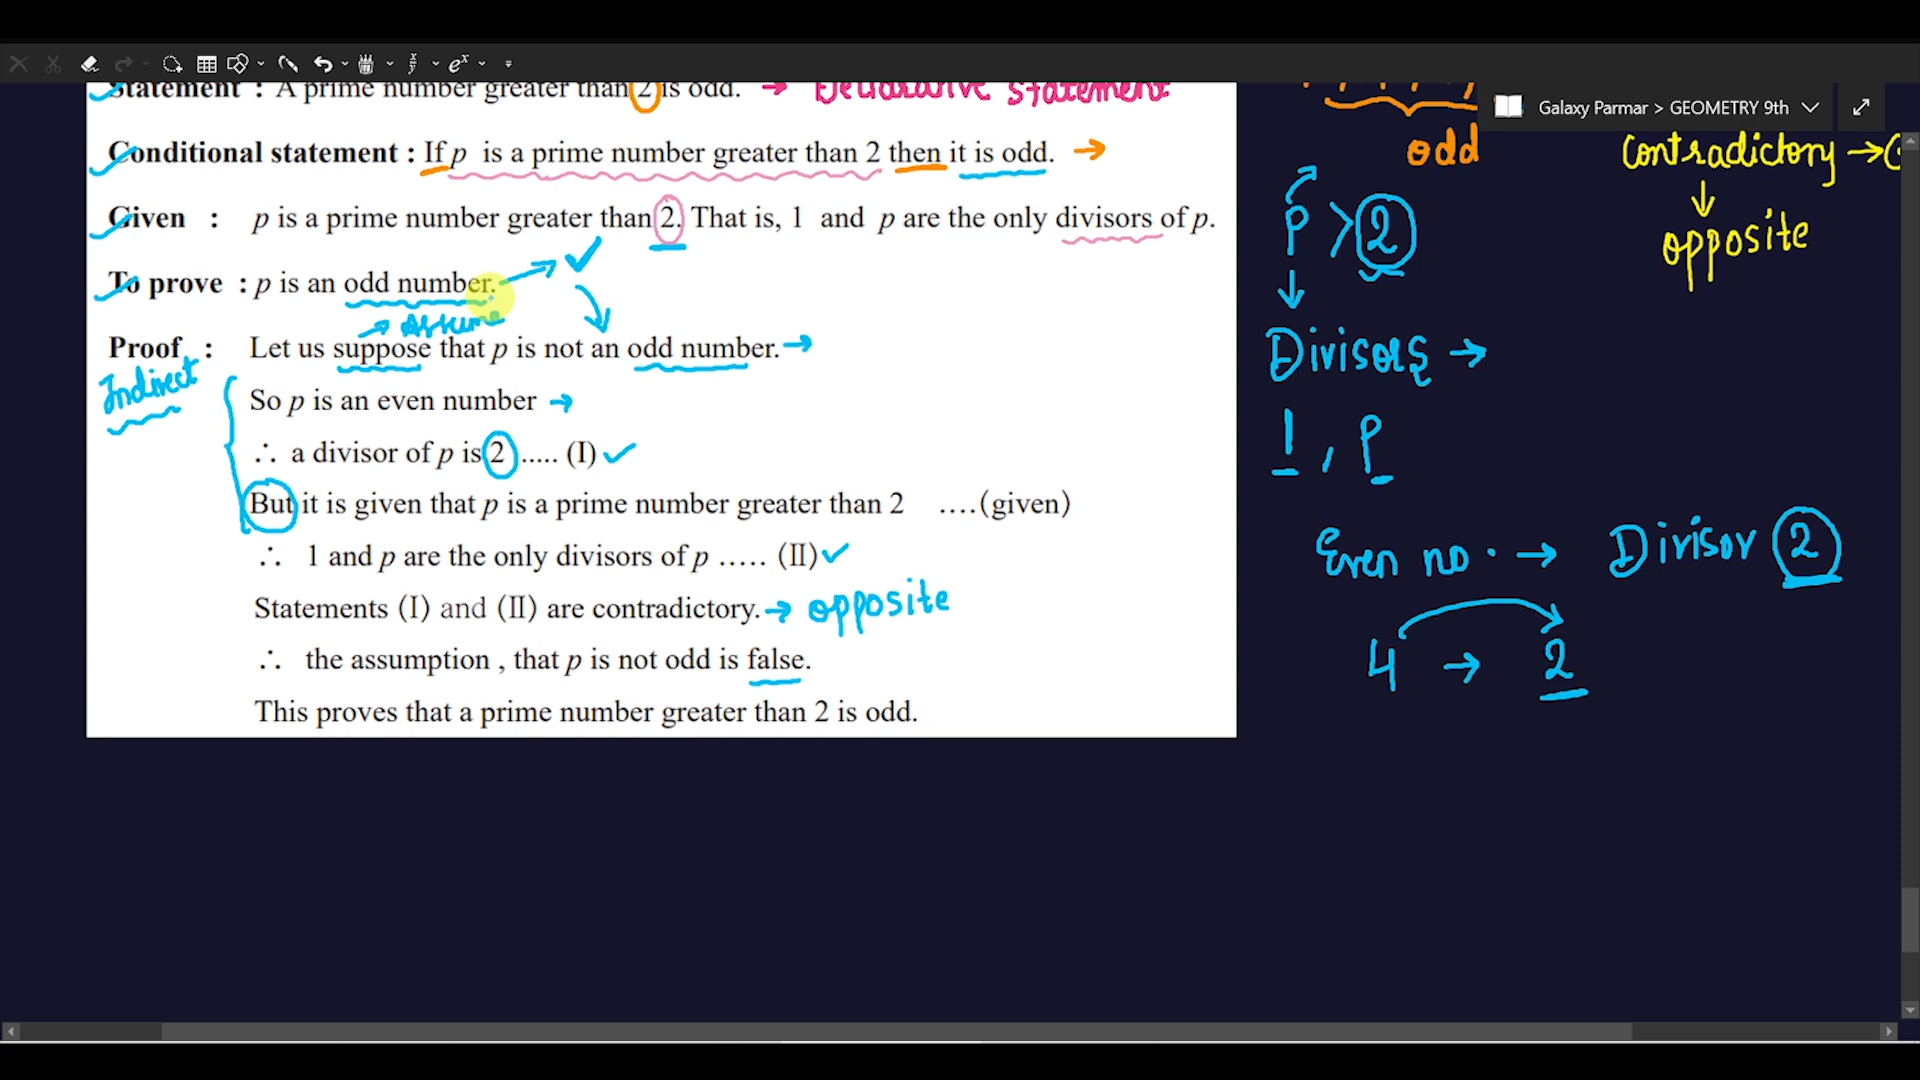 Galaxy Parmar > GEOMETRY 9th
Statement : A prime number greater than 2 is odd. → Declarative statement
Conditional statement : If p is a prime number greater than 2 then it is odd. →
Given : p is a prime number greater than 2. That is, 1 and p are the only divisors of p.
To prove : p is an odd number.
→ Assume
Proof : Let us suppose that p is not an odd number. →
Indirect
So p is an even number →
∴ a divisor of p is 2 ..... (I) ✓
But it is given that p is a prime number greater than 2 ....(given)
∴ 1 and p are the only divisors of p ..... (II) ✓
Statements (I) and (II) are contradictory. → opposite
∴ the assumption , that p is not odd is false.
This proves that a prime number greater than 2 is odd.
odd
Contradictory →
↓
opposite
P > 2
↓
Divisors →
1 , P
Even no. → Divisor 2
4 → 2